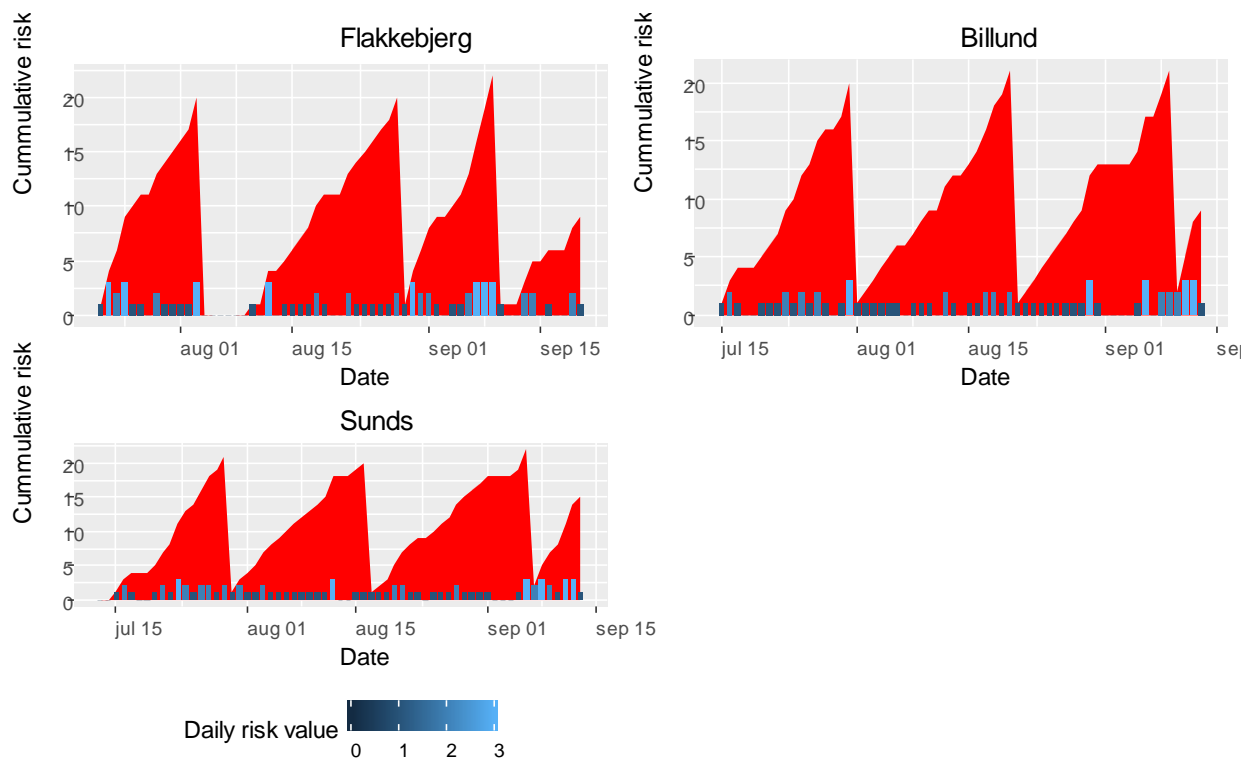 Flakkebjerg
Cummulative risk
20
15
10
5
0
aug 01 aug 15 sep 01 sep 15
Date
Billund
Cummulative risk
20
15
10
5
0
jul 15 aug 01 aug 15 sep 01 se
Date
Sunds
Cummulative risk
20
15
10
5
0
jul 15 aug 01 aug 15 sep 01 sep 15
Date
Daily risk value
0 1 2 3